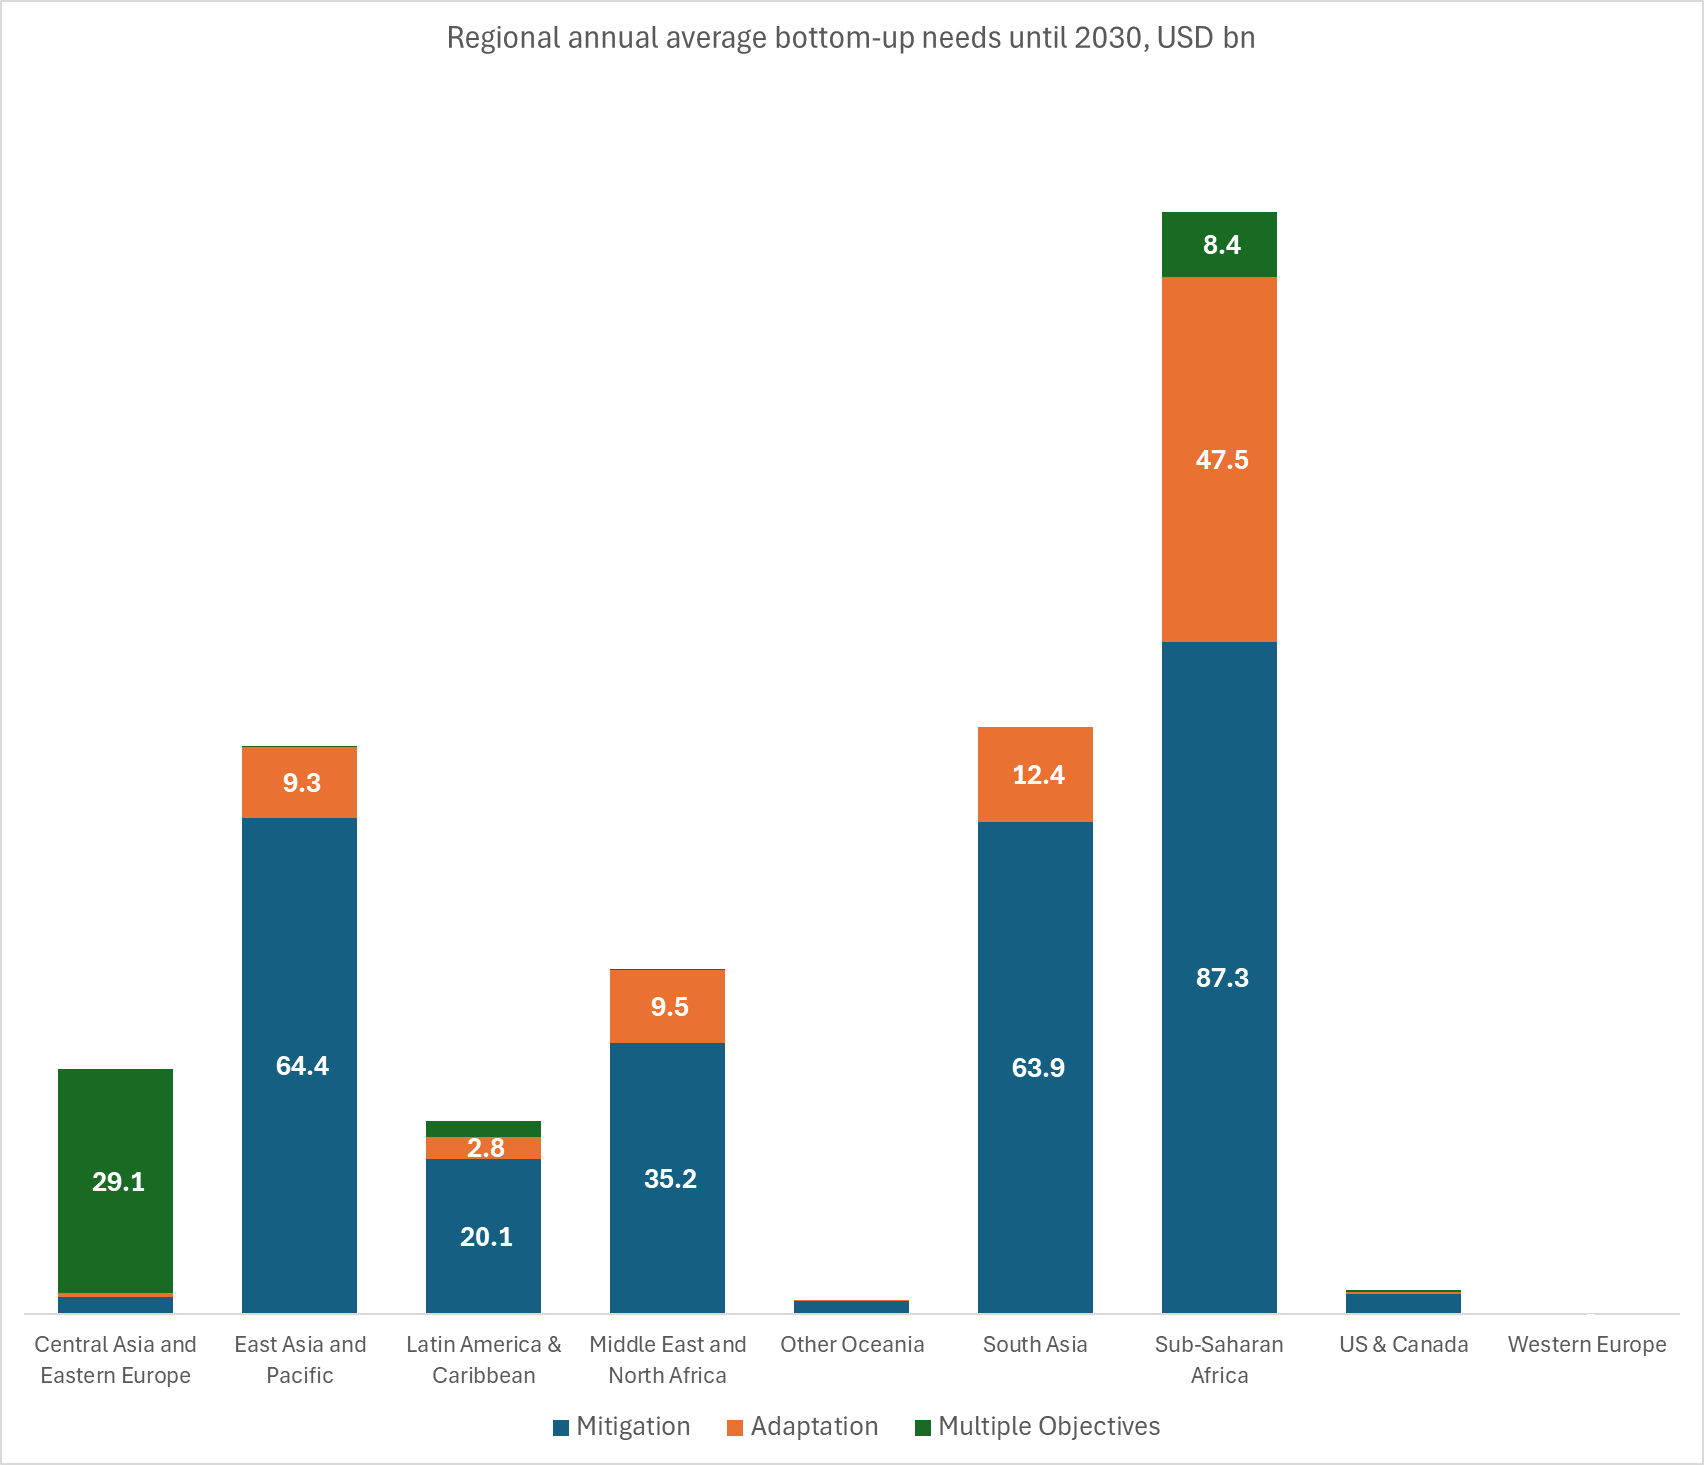 Regional annual average bottom-up needs until 2030, USD bn
8.4
47.5
9.3
12.4
87.3
9.5
64.4
63.9
2.8
29.1
35.2
20.1
Central Asia and
Eastern Europe
East Asia and
Pacific
Latin America &
Caribbean
Middle East and
North Africa
Other Oceania
South Asia
Sub-Saharan
Africa
US & Canada
Western Europe
Mitigation
Adaptation
Multiple Objectives